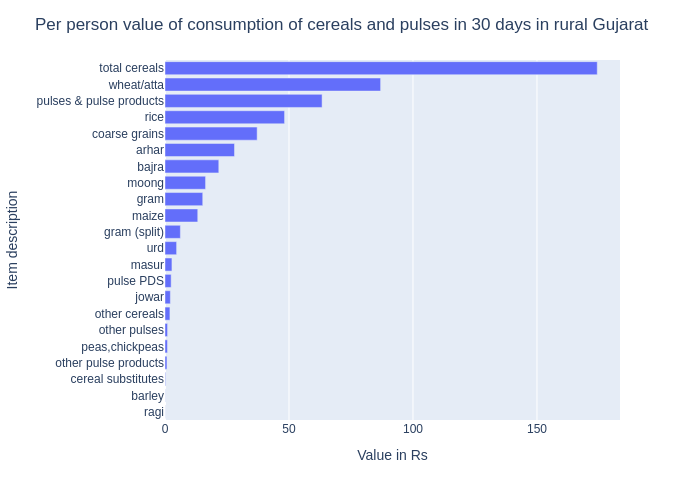 Per person value of consumption of cereals and pulses in 30 days in rural Gujarat
total cereals
wheat/atta
pulses & pulse products
rice
coarse grains
arhar
bajra
moong
gram
maize
gram (split)
urd
masur
pulse PDS
jowar
other cereals
other pulses
peas,chickpeas
other pulse products
cereal substitutes
barley
ragi
0 50 100 150
Value in Rs
Item description